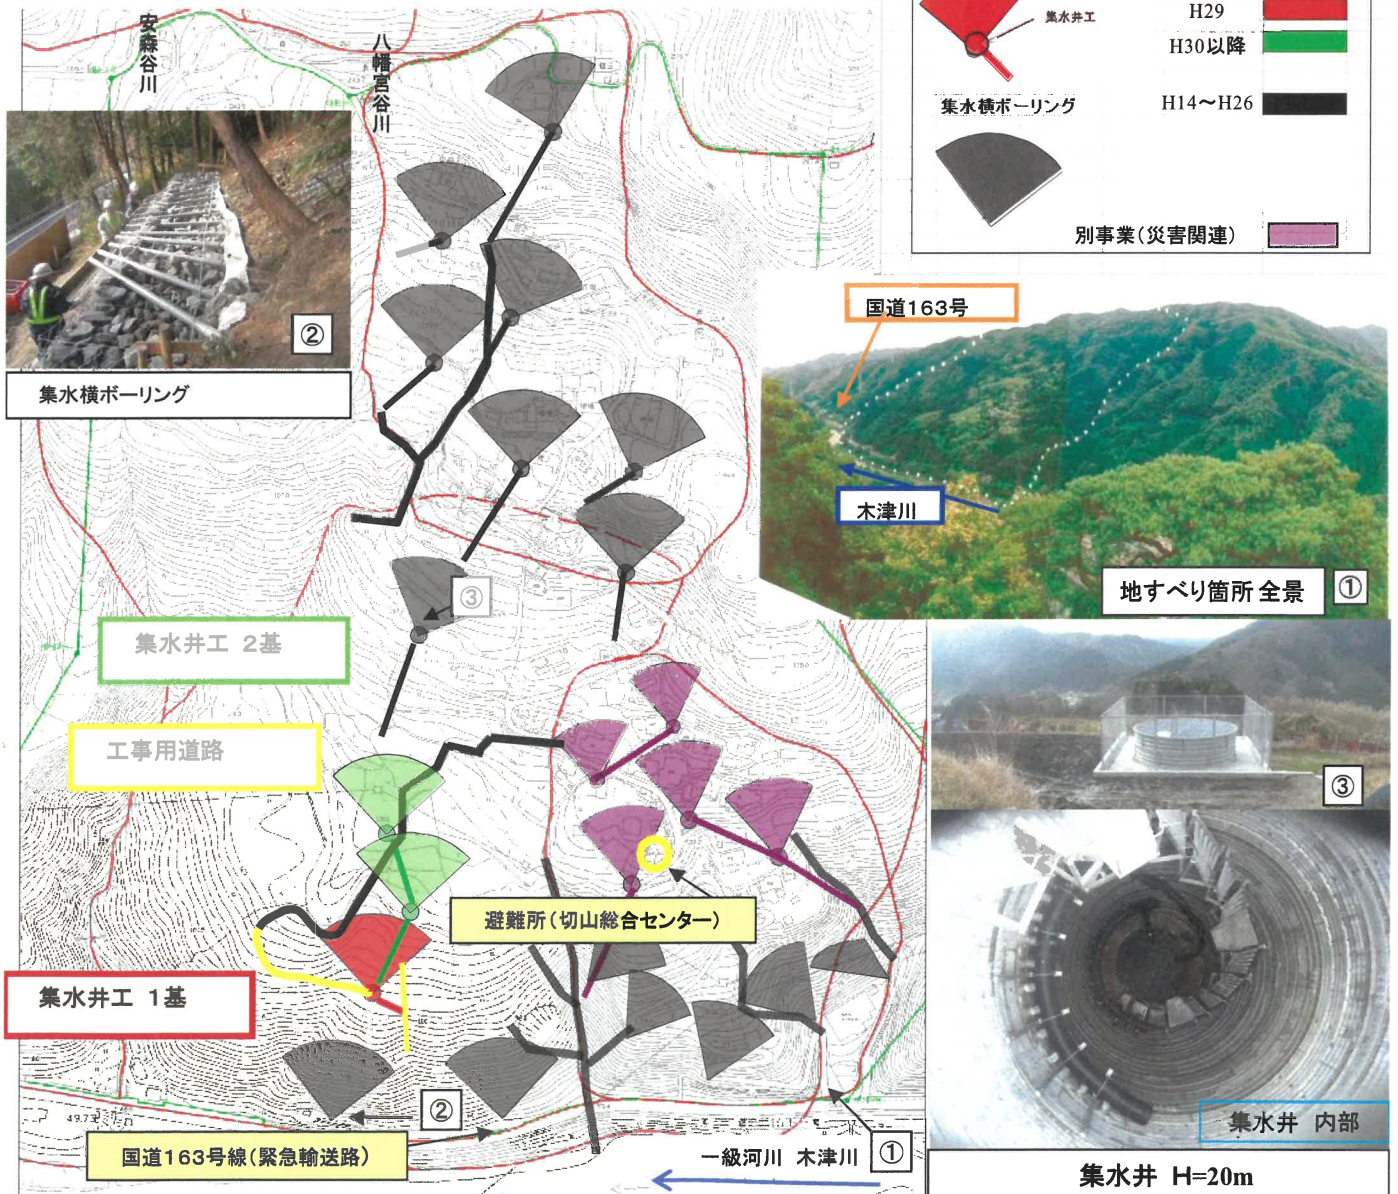 安森谷川
八幡宮谷川
集水井工
H29
H30以降
集水横ボーリング
H14～H26
別事業(災害関連)
②
集水横ボーリング
国道163号
木津川
地すべり箇所 全景
①
③
集水井工 2基
工事用道路
③
避難所(切山総合センター)
集水井工 1基
集水井 内部
②
49.7
国道163号線(緊急輸送路)
一級河川 木津川
①
集水井 H=20m